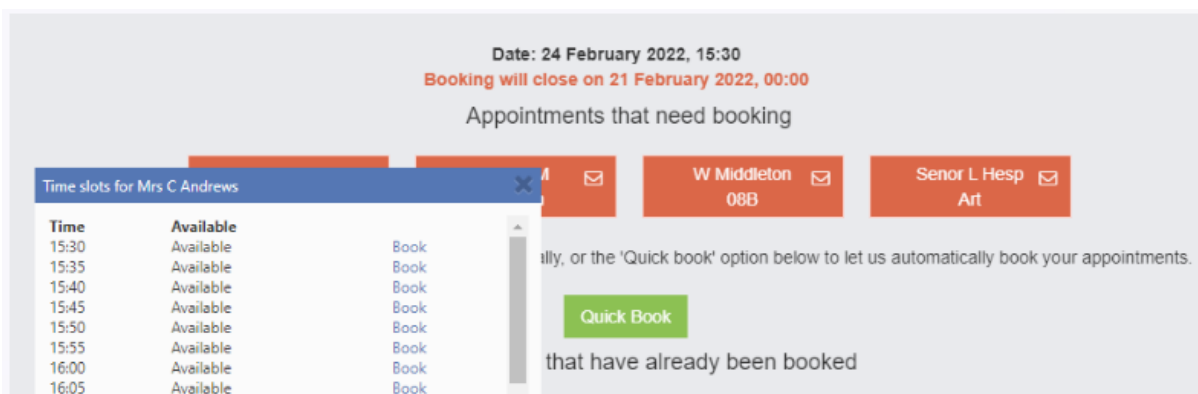 Date: 24 February 2022, 15:30
Booking will close on 21 February 2022, 00:00
Appointments that need booking
W Middleton
08B
Senor L Hesp
Art
Time slots for Mrs C Andrews
Time Available
15:30 Available Book
15:35 Available Book
15:40 Available Book
15:45 Available Book
15:50 Available Book
15:55 Available Book
16:00 Available Book
16:05 Available Book
or the 'Quick book' option below to let us automatically book your appointments.
Quick Book
that have already been booked